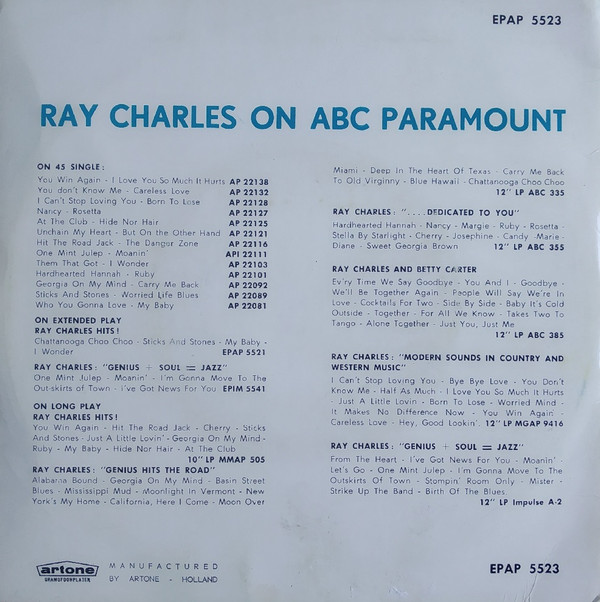 EPAP 5523
RAY CHARLES ON ABC PARAMOUNT
ON 45 SINGLE:
You Win Again - I Love You So Much It Hurts AP 22138
You don't Know Me - Careless Love AP 22132
I Can't Stop Loving You - Born To Lose AP 22128
Nancy - Rosetta AP 22127
At The Club - Hide Nor Hair AP 22125
Unchain My Heart - But On the Other Hand AP 22121
Hit The Road Jack - The Danger Zone AP 22116
One Mint Julep - Moanin' API 22111
Them That Got - I Wonder AP 22103
Hardhearted Hannah - Ruby AP 22101
Georgia On My Mind - Carry Me Back AP 22092
Sticks And Stones - Worried Life Blues AP 22089
Who You Gonna Love - My Baby AP 22081
ON EXTENDED PLAY
RAY CHARLES HITS!
Chattanooga Choo Choo - Sticks And Stones - My Baby -
I Wonder EPAP 5521
RAY CHARLES: "GENIUS + SOUL = JAZZ"
One Mint Julep - Moanin' - I'm Gonna Move To The
Out-skirts of Town - I've Got News For You EPIM 5541
ON LONG PLAY
RAY CHARLES HITS!
You Win Again - Hit The Road Jack - Cherry - Sticks
And Stones - Just A Little Lovin' - Georgia On My Mind -
Ruby - My Baby - Hide Nor Hair - At The Club
10" LP MMAP 505
RAY CHARLES: "GENIUS HITS THE ROAD"
Alabama Bound - Georgia On My Mind - Basin Street
Blues - Mississippi Mud - Moonlight In Vermont - New
York's My Home - California, Here I Come - Moon Over
Miami - Deep In The Heart Of Texas - Carry Me Back
To Old Virginny - Blue Hawaii - Chattanooga Choo Choo
12" LP ABC 335
RAY CHARLES: "....DEDICATED TO YOU"
Hardhearted Hannah - Nancy - Margie - Ruby - Rosetta -
Stella By Starlight - Cherry - Josephine - Candy - Marie -
Diane - Sweet Georgia Brown 12" LP ABC 355
RAY CHARLES AND BETTY CARTER
Ev'ry Time We Say Goodbye - You And I - Goodbye -
We'll Be Together Again - People Will Say We're In
Love - Cocktails For Two - Side By Side - Baby It's Cold
Outside - Together - For All We Know - Takes Two To
Tango - Alone Together - Just You, Just Me
12" LP ABC 385
RAY CHARLES: "MODERN SOUNDS IN COUNTRY AND
WESTERN MUSIC"
I Can't Stop Loving You - Bye Bye Love - You Don't
Know Me - Half As Much - I Love You So Much It Hurts
- Just A Little Lovin - Born To Lose - Worried Mind -
It Makes No Difference Now - You Win Again -
Careless Love - Hey, Good Lookin'. 12" LP MGAP 9416
RAY CHARLES: "GENIUS + SOUL = JAZZ"
From The Heart - I've Got News For You - Moanin' -
Let's Go - One Mint Julep - I'm Gonna Move To The
Outskirts Of Town - Stompin' Room Only - Mister -
Strike Up The Band - Birth Of The Blues
12" LP Impulse A-2
artone
GRAMOFOONPLATEN
MANUFACTURED
BY ARTONE - HOLLAND
EPAP 5523